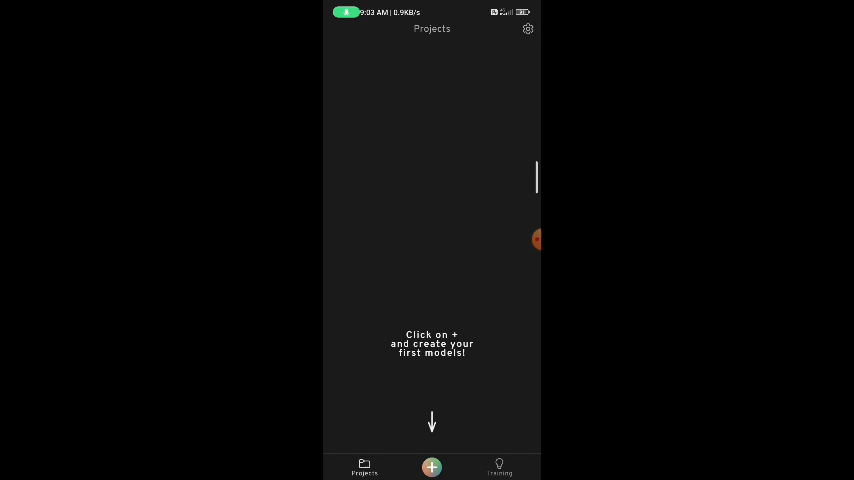 9:03 AM | 0.9KB/s
Projects
Click on +
and create your
first models!
Projects
Training